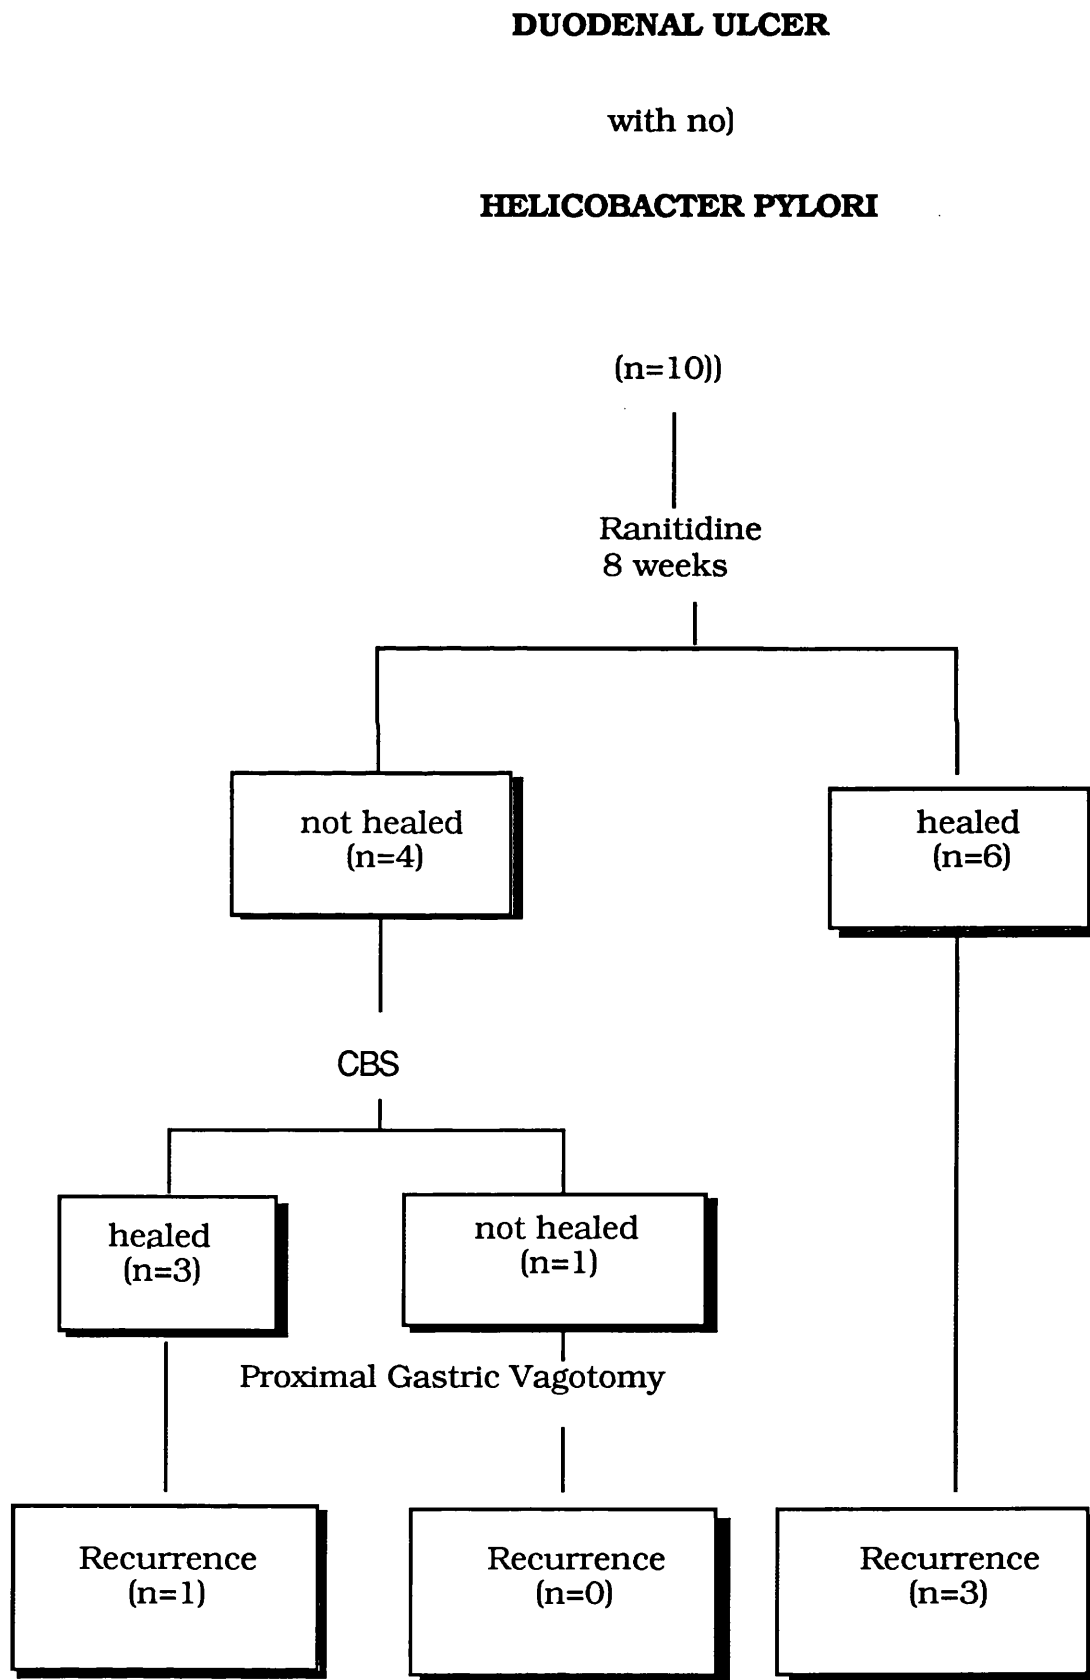 DUODENAL ULCER
with no)
HELICOBACTER PYLORI
(n=10))
Ranitidine
8 weeks
not healed
(n=4)
healed
(n=6)
CBS
healed
(n=3)
not healed
(n=1)
Proximal Gastric Vagotomy
Recurrence
(n=1)
Recurrence
(n=0)
Recurrence
(n=3)